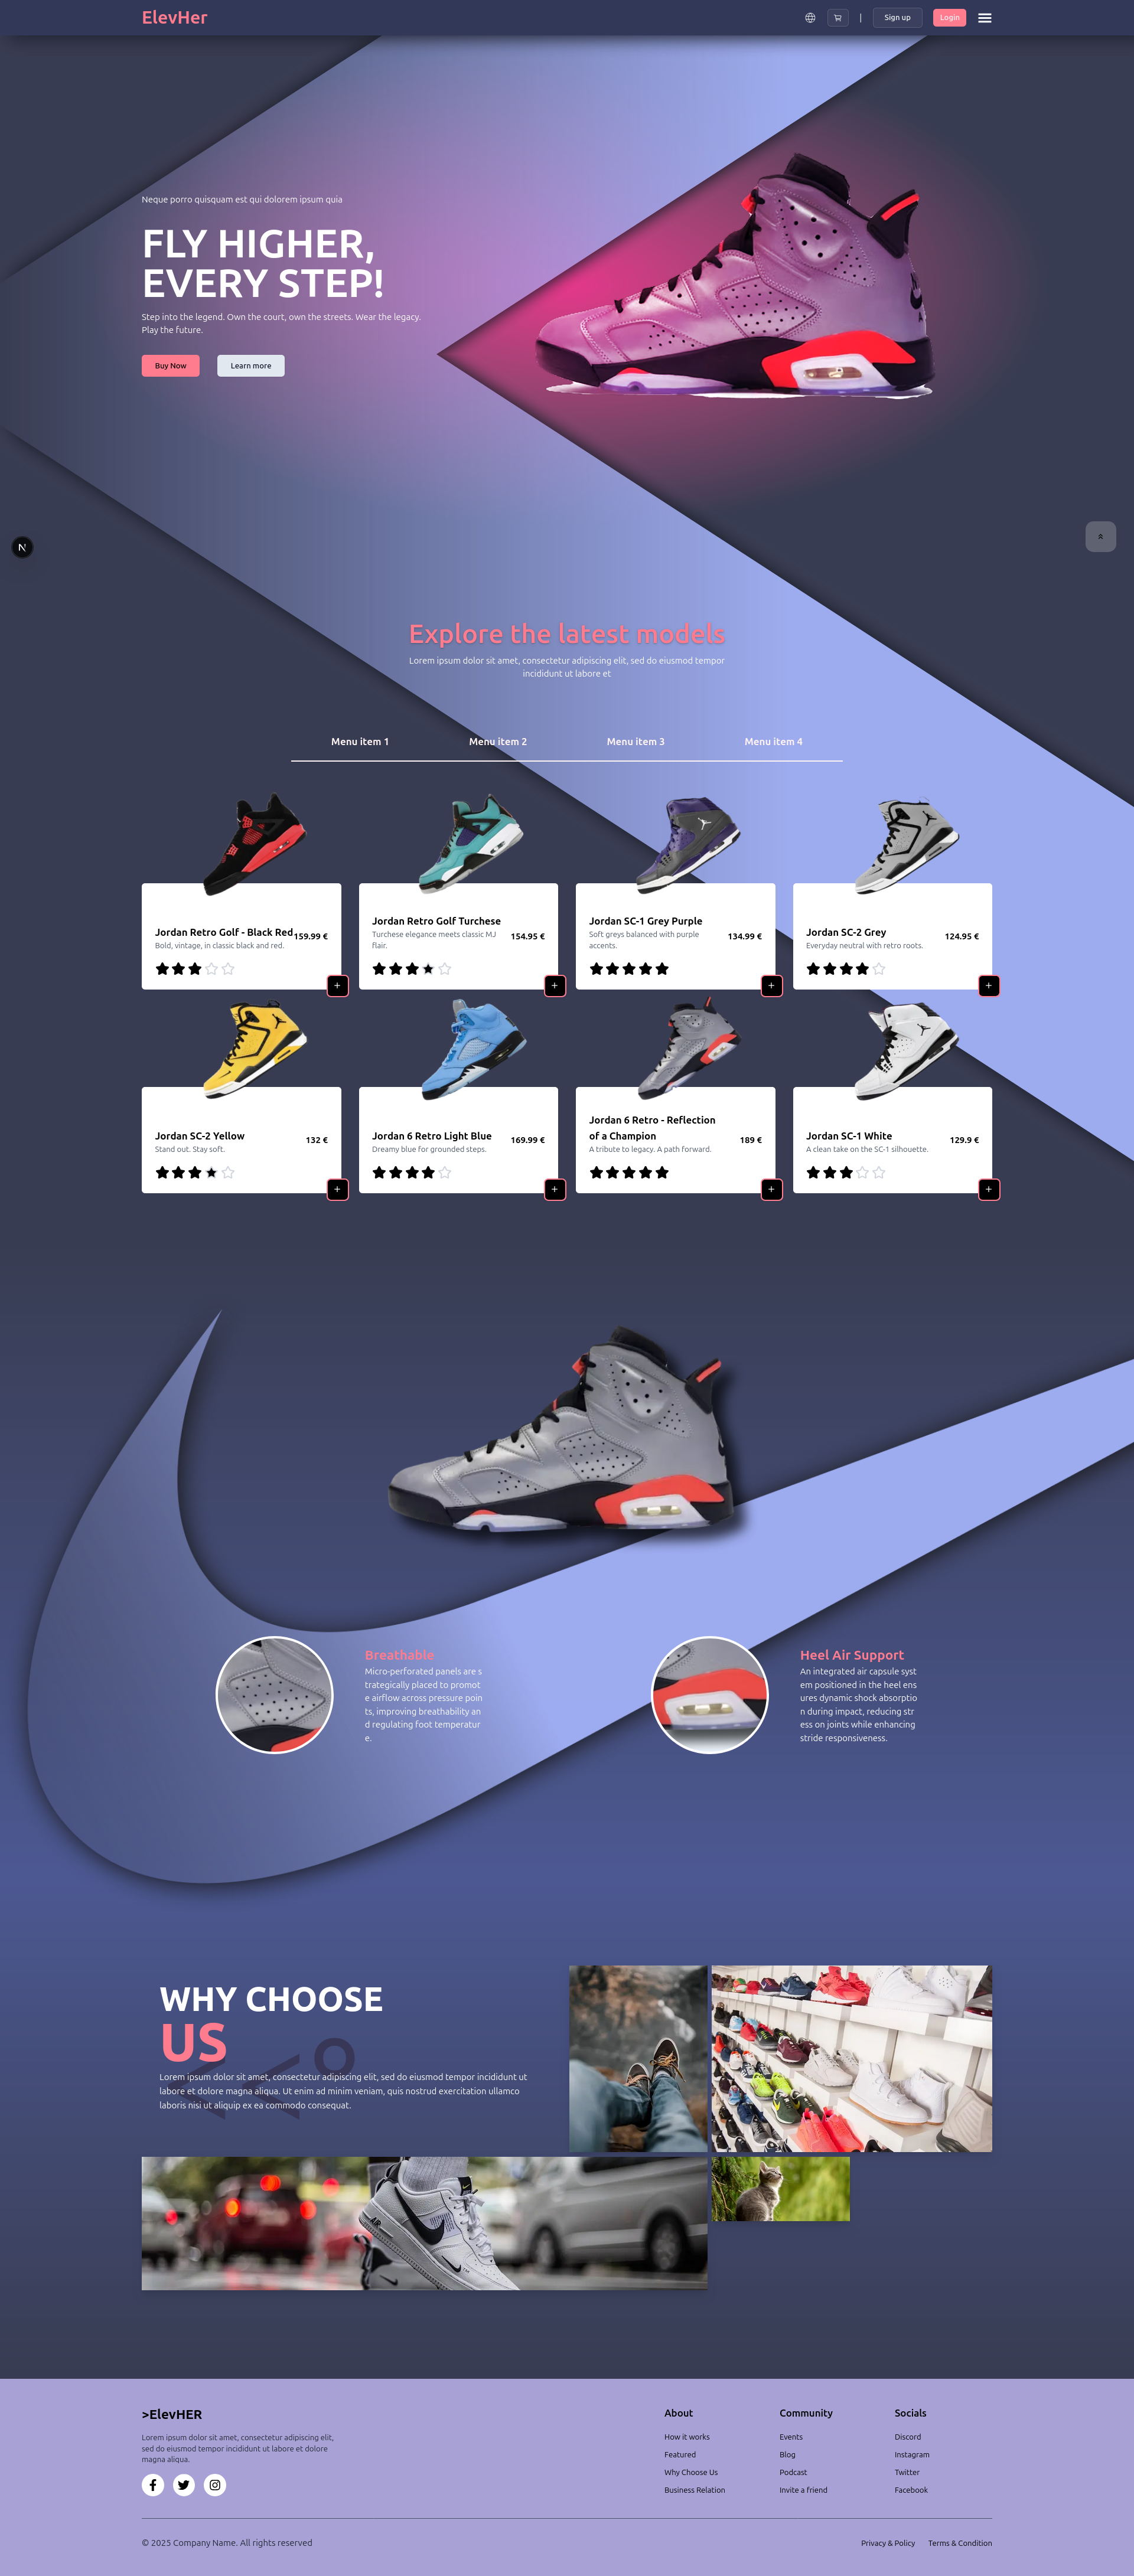 ElevHer
|
Sign up
Login
Neque porro quisquam est qui dolorem ipsum quia
FLY HIGHER,
EVERY STEP!
Step into the legend. Own the court, own the streets. Wear the legacy.
Play the future.
Buy Now
Learn more
N
Explore the latest models
Lorem ipsum dolor sit amet, consectetur adipiscing elit, sed do eiusmod tempor
incididunt ut labore et
Menu item 1
Menu item 2
Menu item 3
Menu item 4
Jordan Retro Golf - Black Red
159.99 €
Bold, vintage, in classic black and red.
+
Jordan Retro Golf Turchese
Turchese elegance meets classic MJ
flair.
154.95 €
+
Jordan SC-1 Grey Purple
Soft greys balanced with purple
accents.
134.99 €
+
Jordan SC-2 Grey
Everyday neutral with retro roots.
124.95 €
+
Jordan SC-2 Yellow
Stand out. Stay soft.
132 €
+
Jordan 6 Retro Light Blue
Dreamy blue for grounded steps.
169.99 €
+
Jordan 6 Retro - Reflection
of a Champion
A tribute to legacy. A path forward.
189 €
+
Jordan SC-1 White
A clean take on the SC-1 silhouette.
129.9 €
+
Breathable
Micro-perforated panels are s
trategically placed to promot
e airflow across pressure poin
ts, improving breathability an
d regulating foot temperatur
e.
Heel Air Support
An integrated air capsule syst
em positioned in the heel ens
ures dynamic shock absorptio
n during impact, reducing str
ess on joints while enhancing
stride responsiveness.
WHY CHOOSE
US
Lorem ipsum dolor sit amet, consectetur adipiscing elit, sed do eiusmod tempor incididunt ut
labore et dolore magna aliqua. Ut enim ad minim veniam, quis nostrud exercitation ullamco
laboris nisi ut aliquip ex ea commodo consequat.
AIR
>ElevHER
Lorem ipsum dolor sit amet, consectetur adipiscing elit,
sed do eiusmod tempor incididunt ut labore et dolore
magna aliqua.
About
How it works
Featured
Why Choose Us
Business Relation
Community
Events
Blog
Podcast
Invite a friend
Socials
Discord
Instagram
Twitter
Facebook
© 2025 Company Name. All rights reserved
Privacy & Policy
Terms & Condition